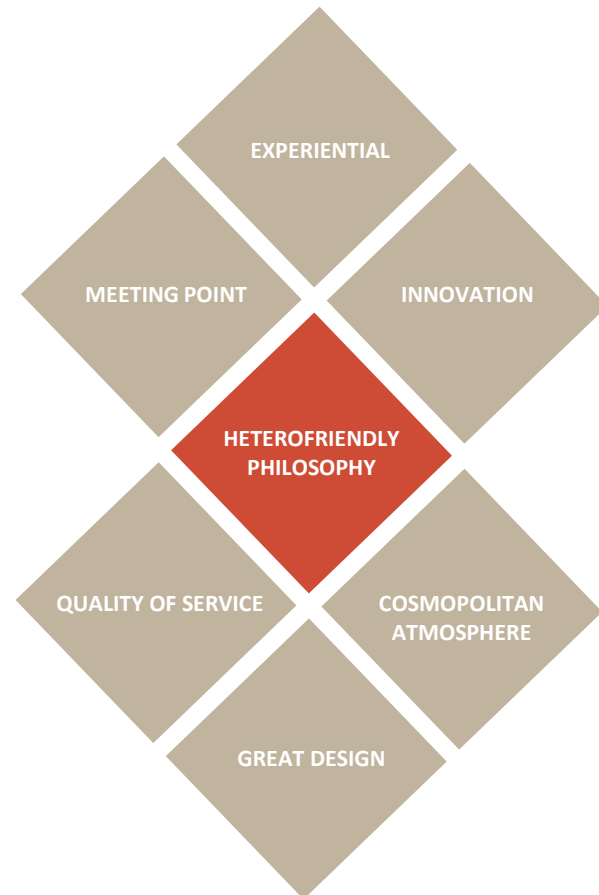 EXPERIENTIAL
MEETING POINT
INNOVATION
HETEROFRIENDLY
PHILOSOPHY
QUALITY OF SERVICE
COSMOPOLITAN
ATMOSPHERE
GREAT DESIGN